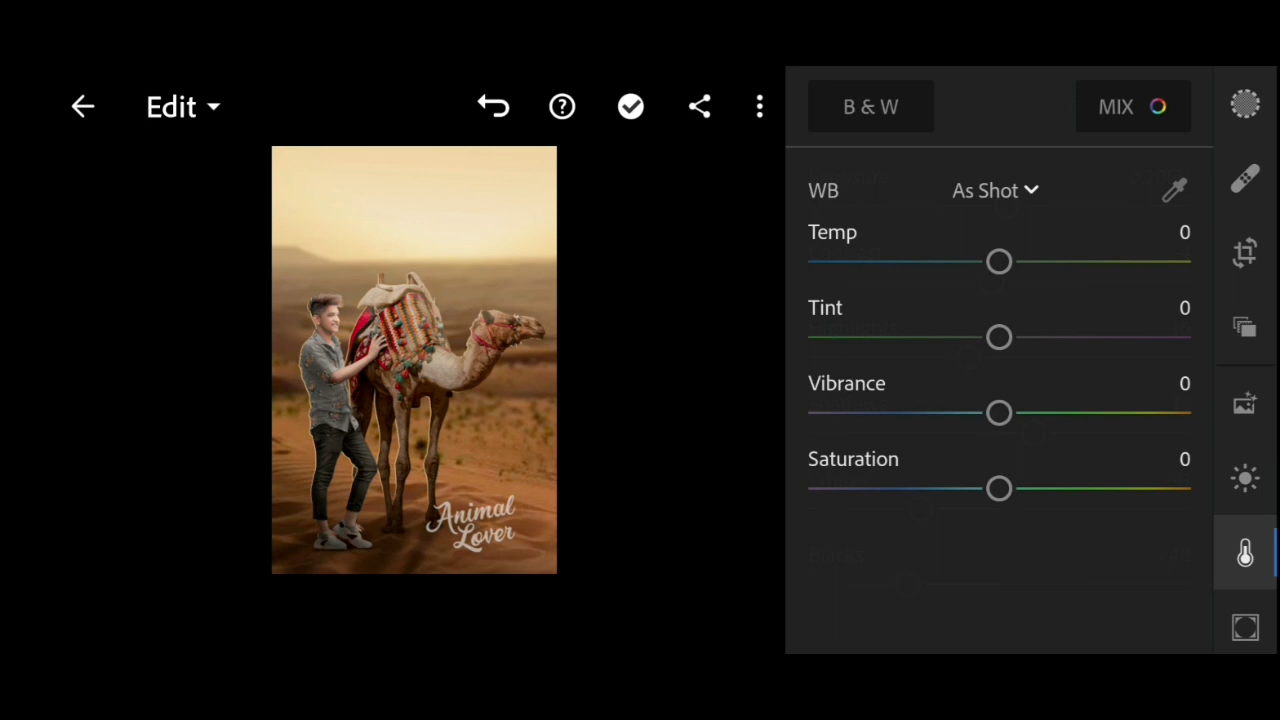 Edit
B & W
MIX
WB
As Shot
Temp
0
Tint
0
Vibrance
0
Saturation
0
Animal
Lover